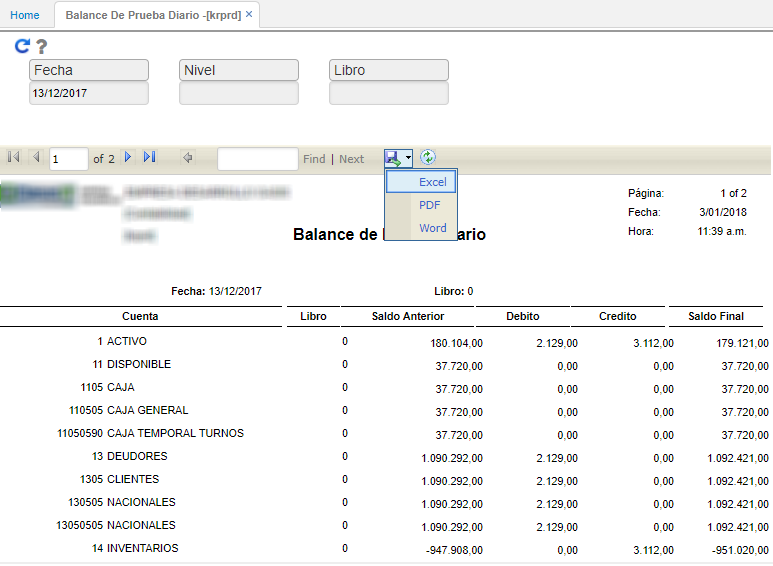 Home Balance De Prueba Diario -[krprd] ×
?
Fecha Nivel Libro
13/12/2017
1 of 2 Find | Next
Excel
PDF
Word
Página: 1 of 2
Fecha: 3/01/2018
Hora: 11:39 a.m.
Balance de ario
Fecha: 13/12/2017 Libro: 0
Cuenta Libro Saldo Anterior Debito Credito Saldo Final
1 ACTIVO 0 180.104,00 2.129,00 3.112,00 179.121,00
11 DISPONIBLE 0 37.720,00 0,00 0,00 37.720,00
1105 CAJA 0 37.720,00 0,00 0,00 37.720,00
110505 CAJA GENERAL 0 37.720,00 0,00 0,00 37.720,00
11050590 CAJA TEMPORAL TURNOS 0 37.720,00 0,00 0,00 37.720,00
13 DEUDORES 0 1.090.292,00 2.129,00 0,00 1.092.421,00
1305 CLIENTES 0 1.090.292,00 2.129,00 0,00 1.092.421,00
130505 NACIONALES 0 1.090.292,00 2.129,00 0,00 1.092.421,00
13050505 NACIONALES 0 1.090.292,00 2.129,00 0,00 1.092.421,00
14 INVENTARIOS 0 -947.908,00 0,00 3.112,00 -951.020,00